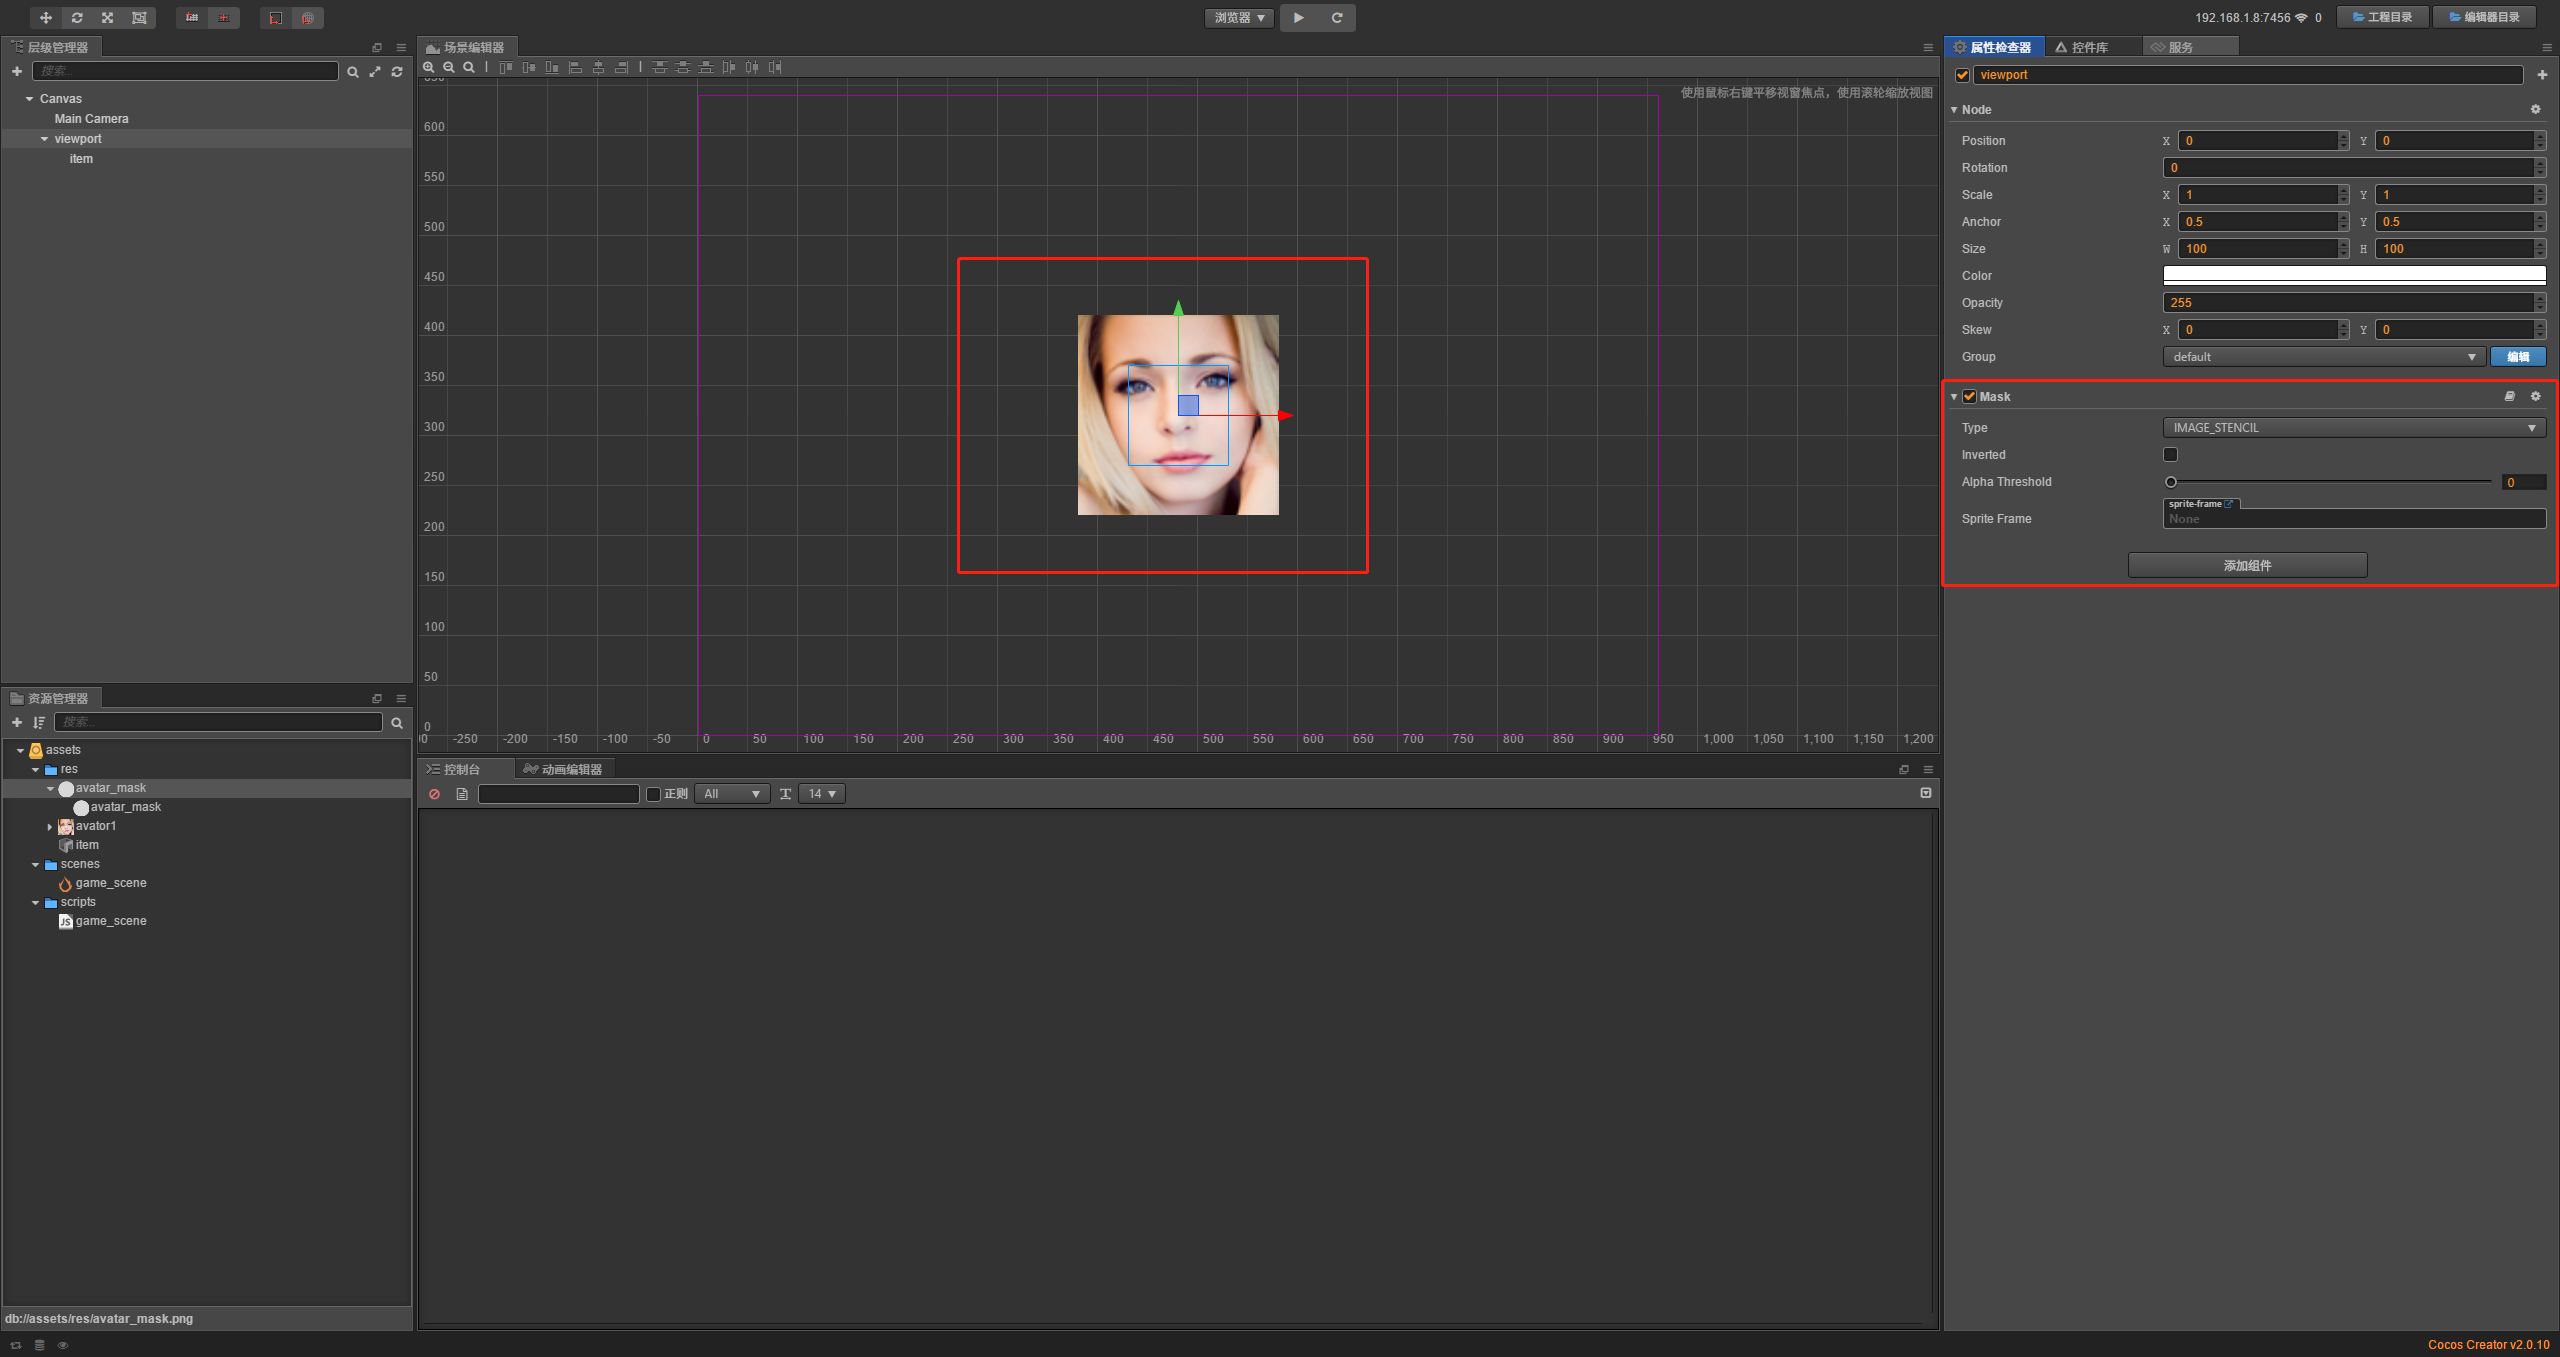 浏览器
192.168.1.8:7456 0
工程目录
编辑器目录
层级管理器
搜索...
Canvas
Main Camera
viewport
item
场景编辑器
使用鼠标右键平移视窗焦点，使用滚轮缩放视图
600
550
500
450
400
350
300
250
200
150
100
50
0
-250 -200 -150 -100 -50 0 50 100 150 200 250 300 350 400 450 500 550 600 650 700 750 800 850 900 950 1,000 1,050 1,100 1,150 1,200
属性检查器 控件库 服务
viewport
Node
Position X 0 Y 0
Rotation 0
Scale X 1 Y 1
Anchor X 0.5 Y 0.5
Size W 100 H 100
Color
Opacity 255
Skew X 0 Y 0
Group default 编辑
Mask
Type IMAGE_STENCIL
Inverted
Alpha Threshold 0
sprite-frame
Sprite Frame None
添加组件
资源管理器
搜索...
assets
res
avatar_mask
avatar_mask
avator1
item
scenes
game_scene
scripts
JS game_scene
db://assets/res/avatar_mask.png
控制台 动画编辑器
正则 All 14
Cocos Creator v2.0.10